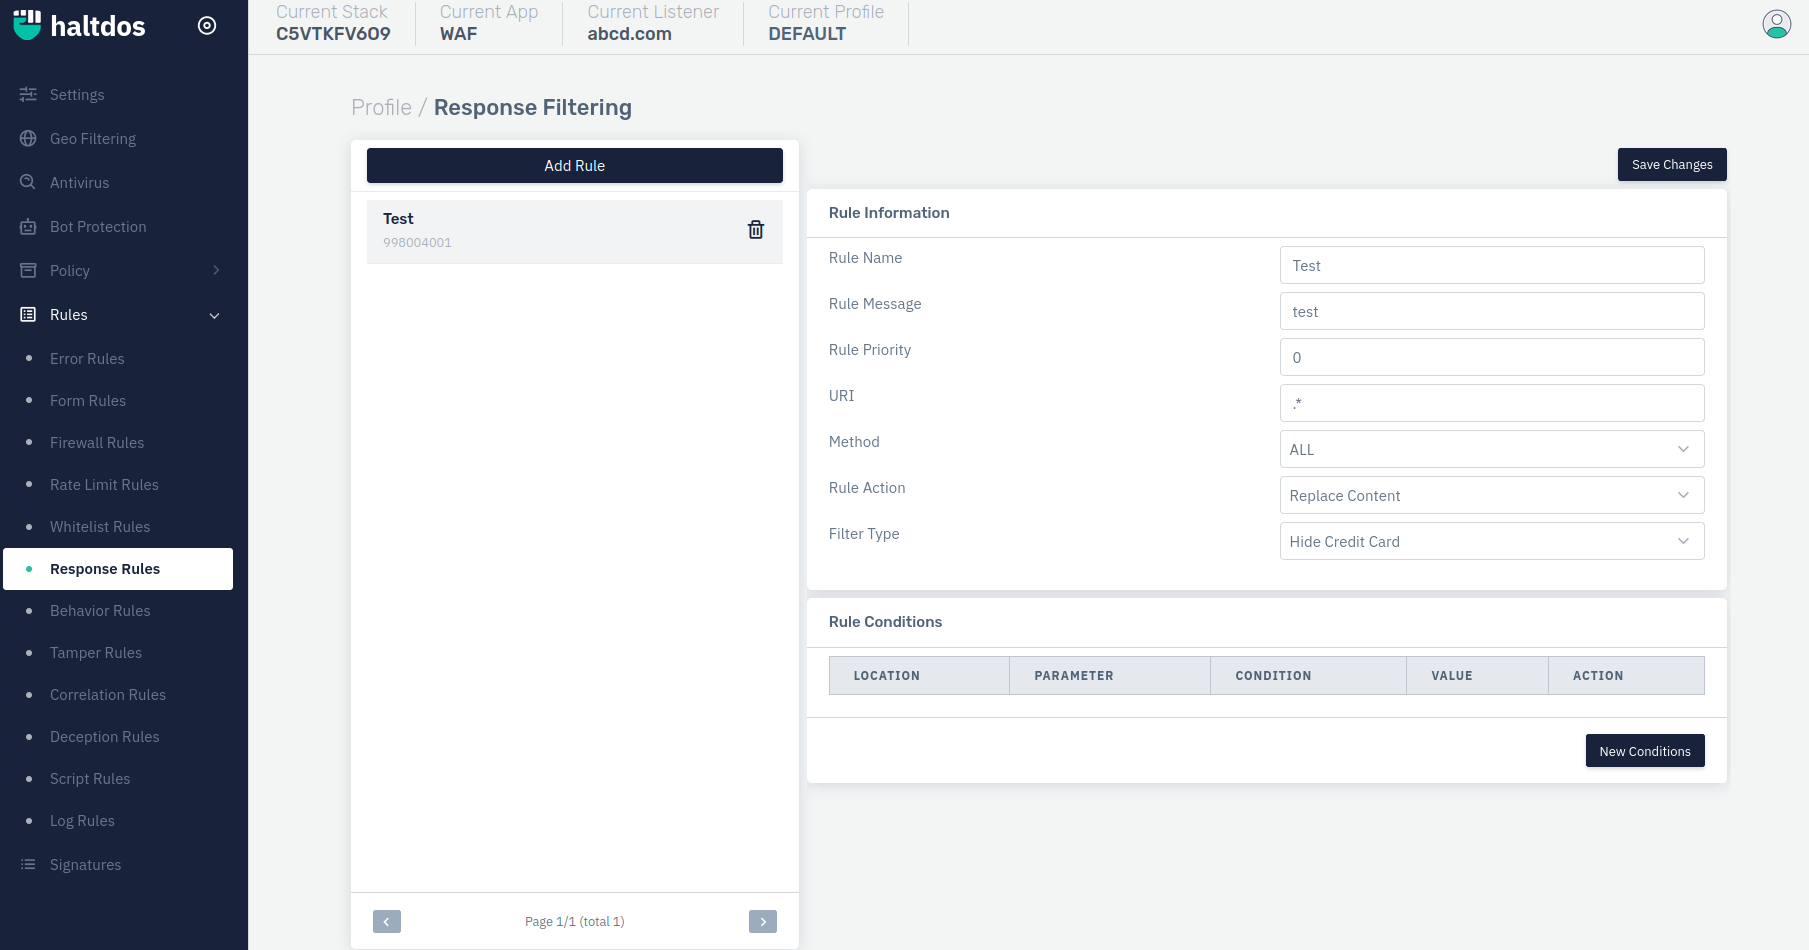 haltdos
Current Stack
C5VTKFV609
Current App
WAF
Current Listener
abcd.com
Current Profile
DEFAULT
Settings
Geo Filtering
Antivirus
Bot Protection
Policy
Rules
Error Rules
Form Rules
Firewall Rules
Rate Limit Rules
Whitelist Rules
Response Rules
Behavior Rules
Tamper Rules
Correlation Rules
Deception Rules
Script Rules
Log Rules
Signatures
Profile / Response Filtering
Add Rule
Test
998004001
Page 1/1 (total 1)
Save Changes
Rule Information
Rule Name
Test
Rule Message
test
Rule Priority
0
URI
.*
Method
ALL
Rule Action
Replace Content
Filter Type
Hide Credit Card
Rule Conditions
LOCATION PARAMETER CONDITION VALUE ACTION
New Conditions